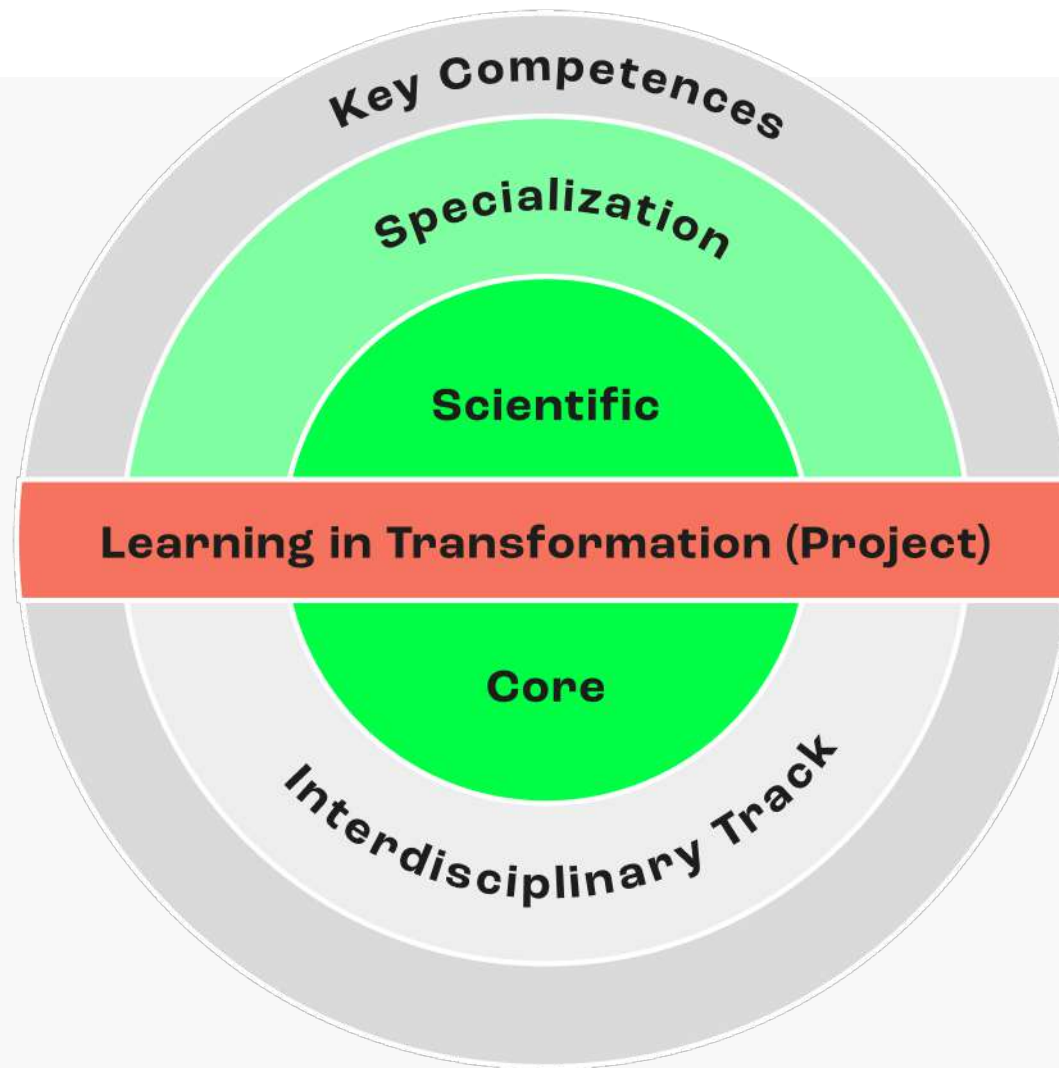 Key Competences
Specialization
Scientific
Learning in Transformation (Project)
Core
Interdisciplinary Track